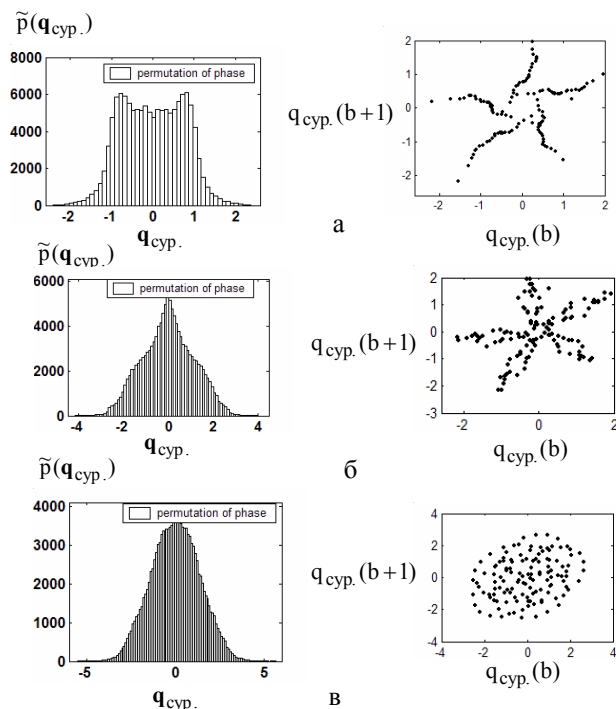 p̃(q_сур.)
8000
6000
4000
2000
0
permutation of phase
-2 -1 0 1 2
q_сур.
2
1
0
-1
-2
q_сур.(b+1)
-2 -1 0 1 2
q_сур.(b)
а
p̃(q_сур.)
6000
4000
2000
0
permutation of phase
-4 -2 0 2 4
q_сур.
2
1
0
-1
-2
-3
q_сур.(b+1)
-2 0 2
q_сур.(b)
б
p̃(q_сур.)
4000
3000
2000
1000
0
permutation of phase
-5 0 5
q_сур.
4
2
0
-2
-4
q_сур.(b+1)
-4 -2 0 2 4
q_сур.(b)
в